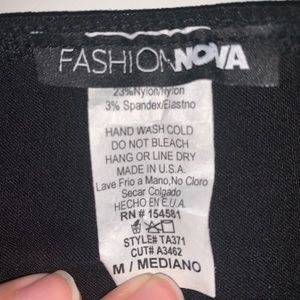 FASHIONNOVA
23%Nylon/Nylon
3% Spandex/Elastno
HAND WASH COLD
DO NOT BLEACH
HANG OR LINE DRY
MADE IN U.S.A.
Lave Frio a Mano,No Cloro
Secar Colgado
HECHO EN E.U.A.
RN # 154581
STYLE# TA371
CUT# A3462
M / MEDIANO